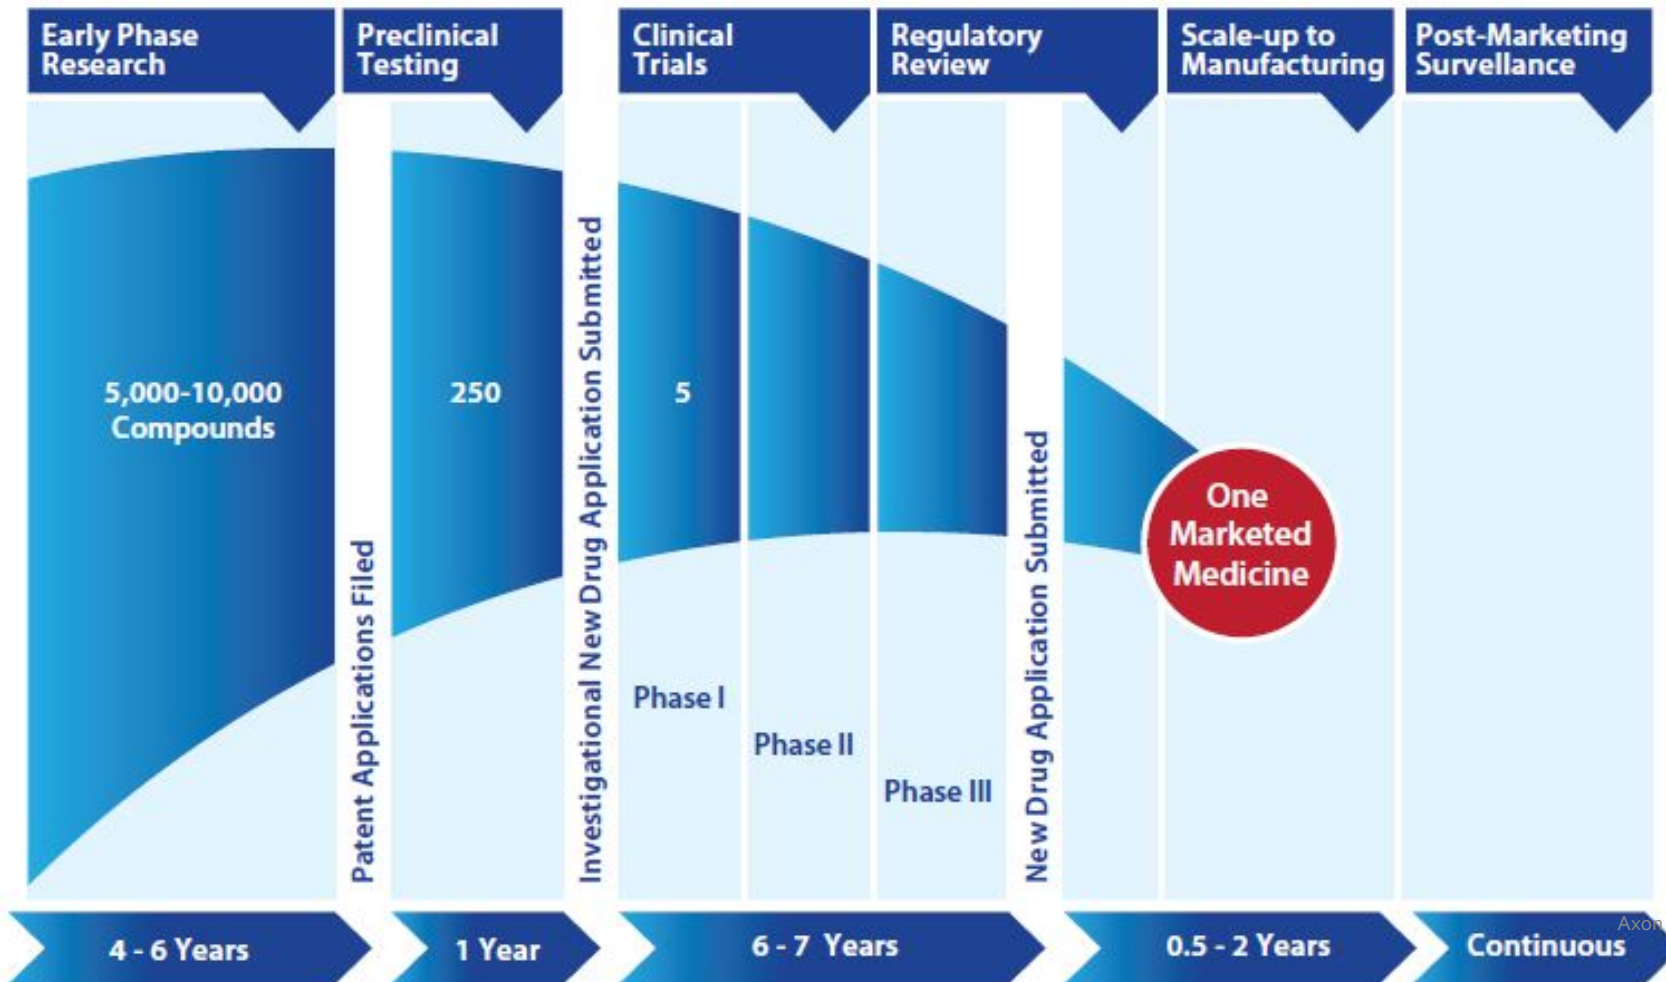 Early Phase
Research
Preclinical
Testing
Clinical
Trials
Regulatory
Review
Scale-up to
Manufacturing
Post-Marketing
Survellance
5,000-10,000
Compounds
Patent Applications Filed
250
Investigational New Drug Application Submitted
5
Phase I
Phase II
Phase III
New Drug Application Submitted
One
Marketed
Medicine
4 - 6 Years
1 Year
6 - 7 Years
0.5 - 2 Years
Continuous
Axon